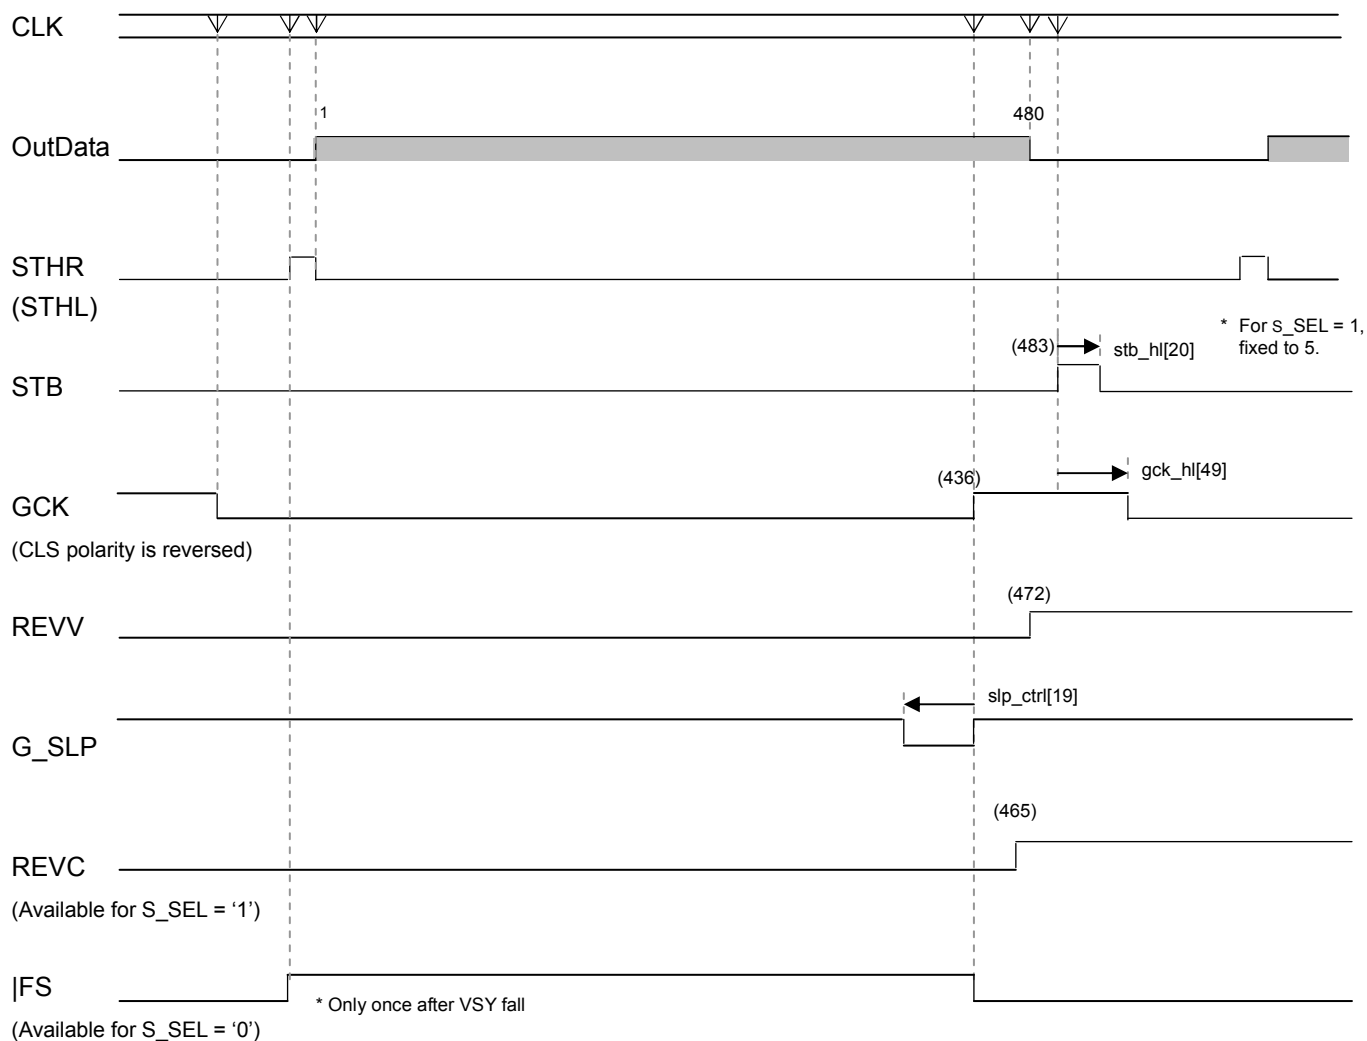 CLK
1
480
OutData
STHR
(STHL)
* For S_SEL = 1,
fixed to 5.
(483)
stb_hl[20]
STB
gck_hl[49]
(436)
GCK
(CLS polarity is reversed)
(472)
REVV
slp_ctrl[19]
G_SLP
(465)
REVC
(Available for S_SEL = ‘1’)
|FS
* Only once after VSY fall
(Available for S_SEL = ‘0’)